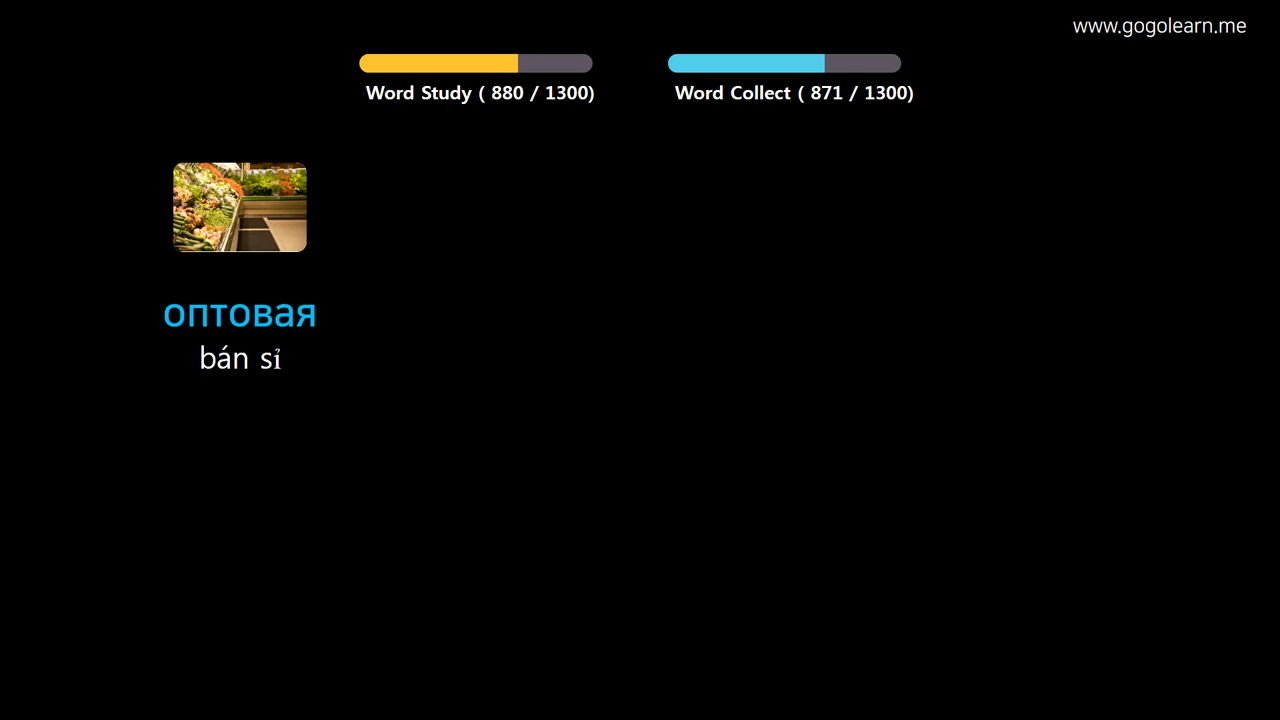 www.gogolearn.me
Word Study ( 880 / 1300)
Word Collect ( 871 / 1300)
оптовая
bán sỉ